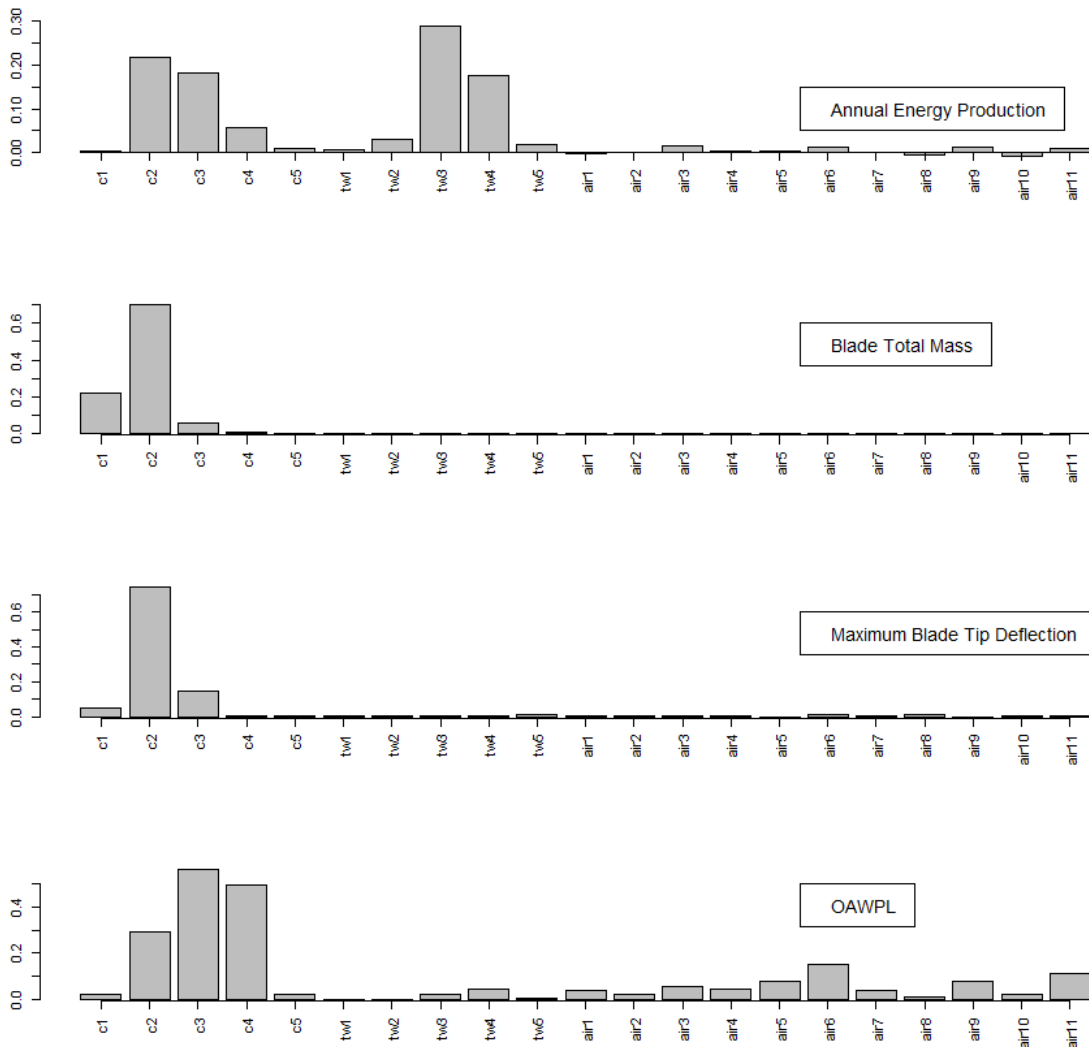 0.30
0.20
0.10
0.00
Annual Energy Production
c1 c2 c3 c4 c5 tw1 tw2 tw3 tw4 tw5 air1 air2 air3 air4 air5 air6 air7 air8 air9 air10 air11
0.6
0.4
0.2
0.0
Blade Total Mass
c1 c2 c3 c4 c5 tw1 tw2 tw3 tw4 tw5 air1 air2 air3 air4 air5 air6 air7 air8 air9 air10 air11
0.6
0.4
0.2
0.0
Maximum Blade Tip Deflection
c1 c2 c3 c4 c5 tw1 tw2 tw3 tw4 tw5 air1 air2 air3 air4 air5 air6 air7 air8 air9 air10 air11
0.4
0.2
0.0
OAWPL
c1 c2 c3 c4 c5 tw1 tw2 tw3 tw4 tw5 air1 air2 air3 air4 air5 air6 air7 air8 air9 air10 air11